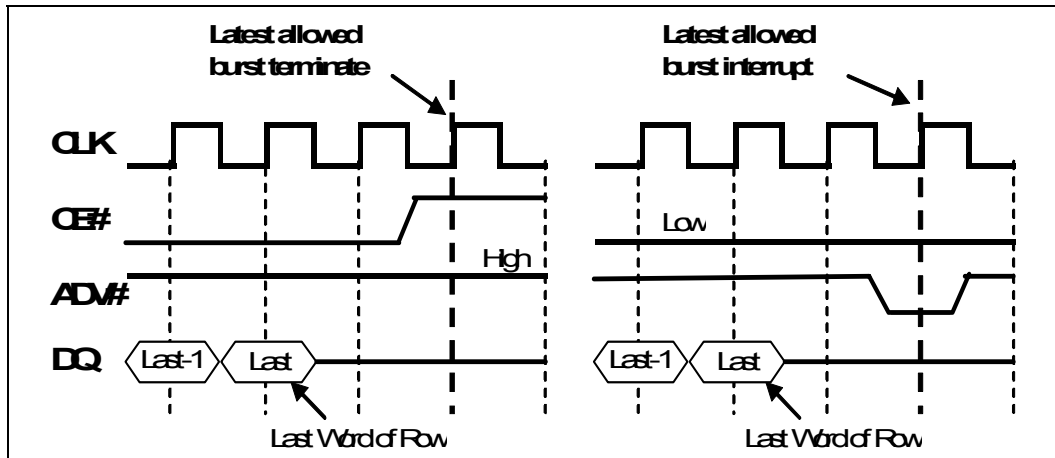 Latest allowed
burst terminate
Latest allowed
burst interrupt
CLK
CE#
Low
High
ADV#
DQ
Last-1
Last
Last-1
Last
Last Word of Row
Last Word of Row